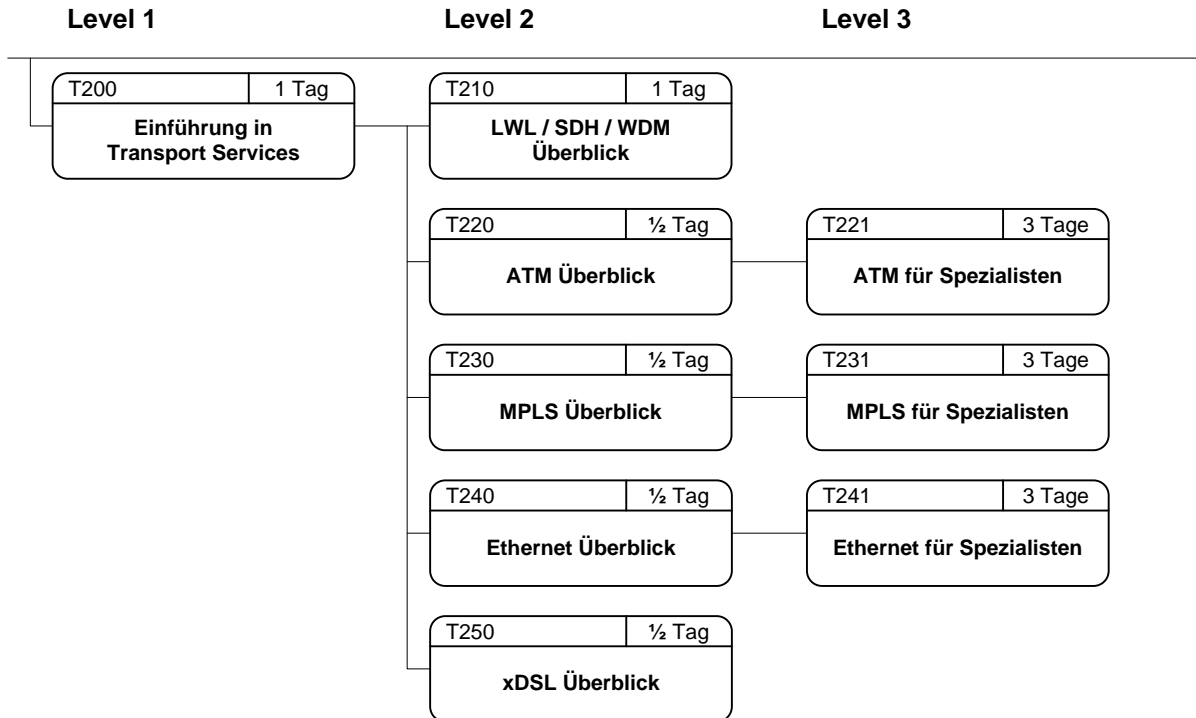 Level 1 Level 2 Level 3
T200 1 Tag
Einführung in
Transport Services
T210 1 Tag
LWL / SDH / WDM
Überblick
T220 ½ Tag
ATM Überblick
T221 3 Tage
ATM für Spezialisten
T230 ½ Tag
MPLS Überblick
T231 3 Tage
MPLS für Spezialisten
T240 ½ Tag
Ethernet Überblick
T241 3 Tage
Ethernet für Spezialisten
T250 ½ Tag
xDSL Überblick